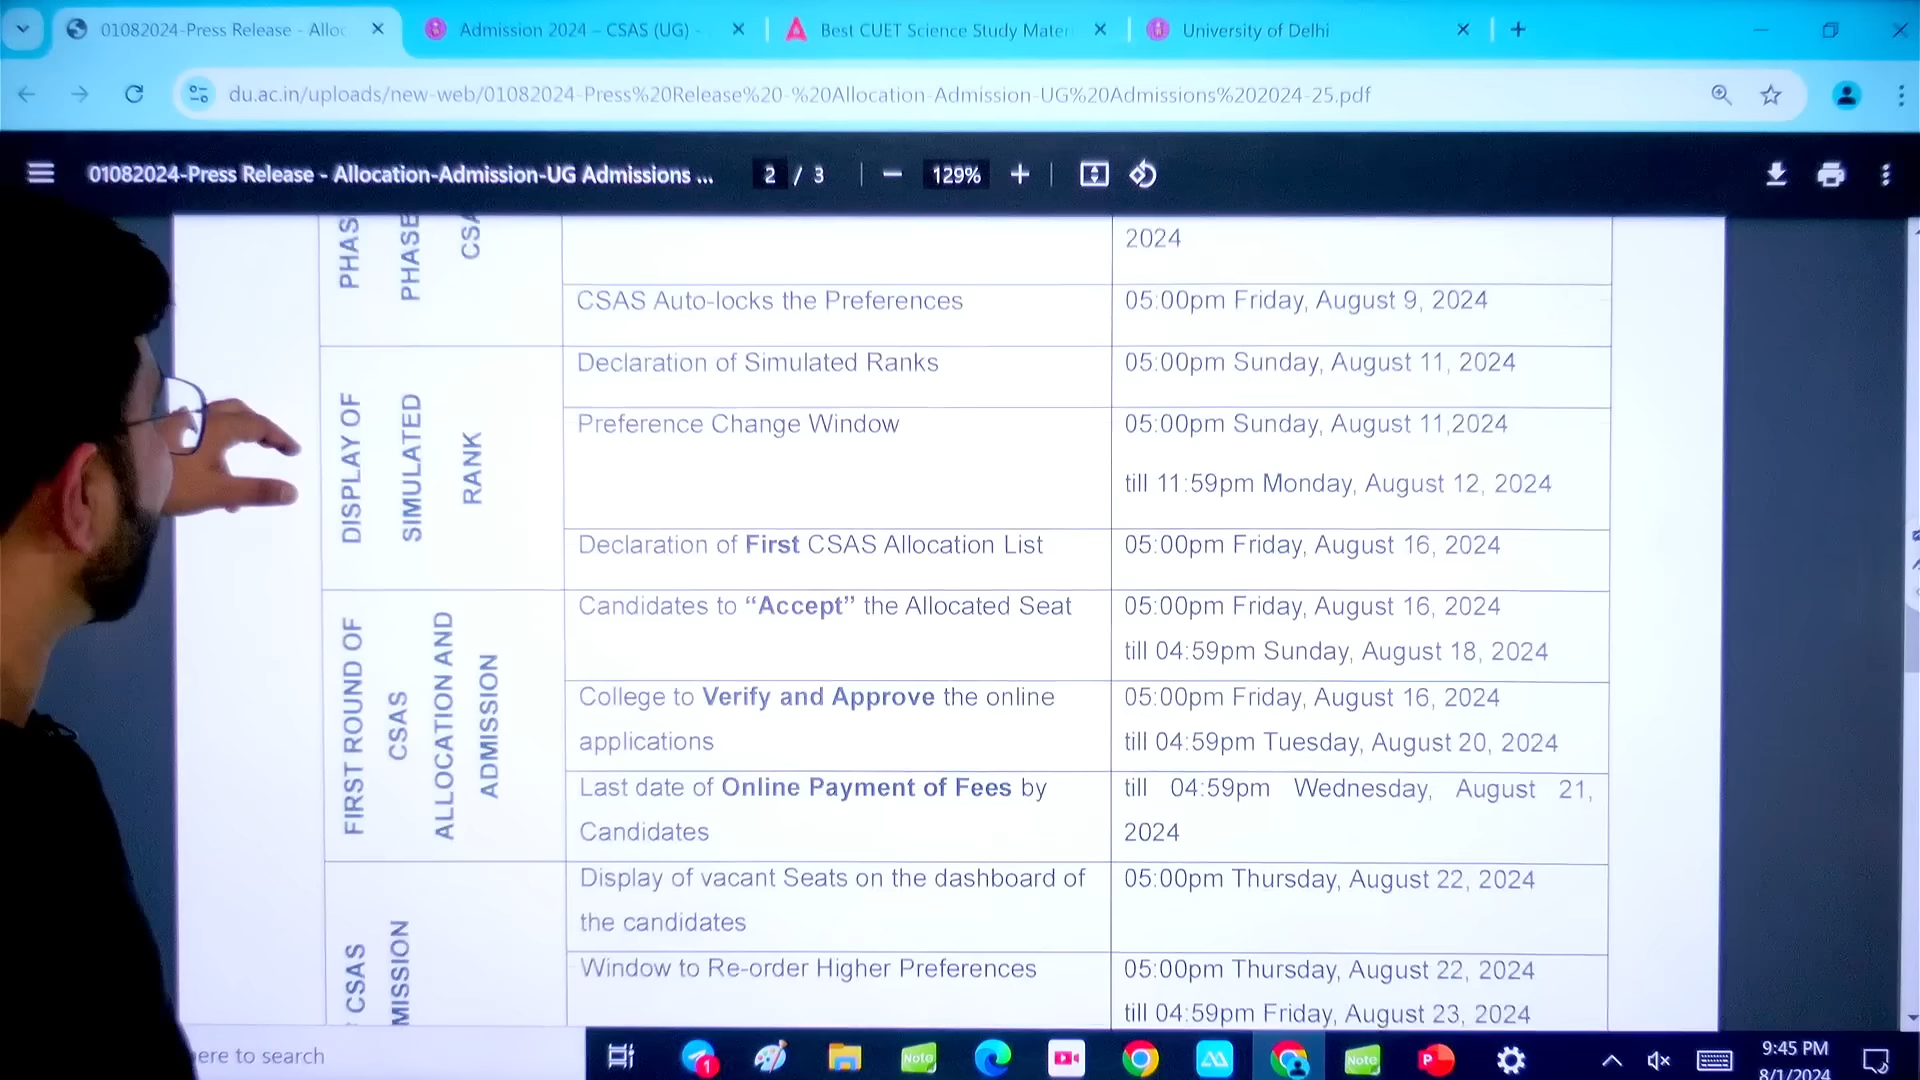 01082024-Press Release - Alloc
Admission 2024 – CSAS (UG) -
Best CUET Science Study Mater
University of Delhi
du.ac.in/uploads/new-web/01082024-Press%20Release%20-%20Allocation-Admission-UG%20Admissions%202024-25.pdf
01082024-Press Release - Allocation-Admission-UG Admissions ...
2 / 3
129%
PHAS
PHASE
CSA
2024
CSAS Auto-locks the Preferences
05:00pm Friday, August 9, 2024
DISPLAY OF
SIMULATED
RANK
Declaration of Simulated Ranks
05:00pm Sunday, August 11, 2024
Preference Change Window
05:00pm Sunday, August 11,2024
till 11:59pm Monday, August 12, 2024
Declaration of First CSAS Allocation List
05:00pm Friday, August 16, 2024
FIRST ROUND OF
CSAS
ALLOCATION AND
ADMISSION
Candidates to “Accept” the Allocated Seat
05:00pm Friday, August 16, 2024
till 04:59pm Sunday, August 18, 2024
College to Verify and Approve the online
applications
05:00pm Friday, August 16, 2024
till 04:59pm Tuesday, August 20, 2024
Last date of Online Payment of Fees by
Candidates
till 04:59pm Wednesday, August 21,
2024
CSAS
MISSION
Display of vacant Seats on the dashboard of
the candidates
05:00pm Thursday, August 22, 2024
Window to Re-order Higher Preferences
05:00pm Thursday, August 22, 2024
till 04:59pm Friday, August 23, 2024
ere to search
1
Note
Note
P
9:45 PM
8/1/2024